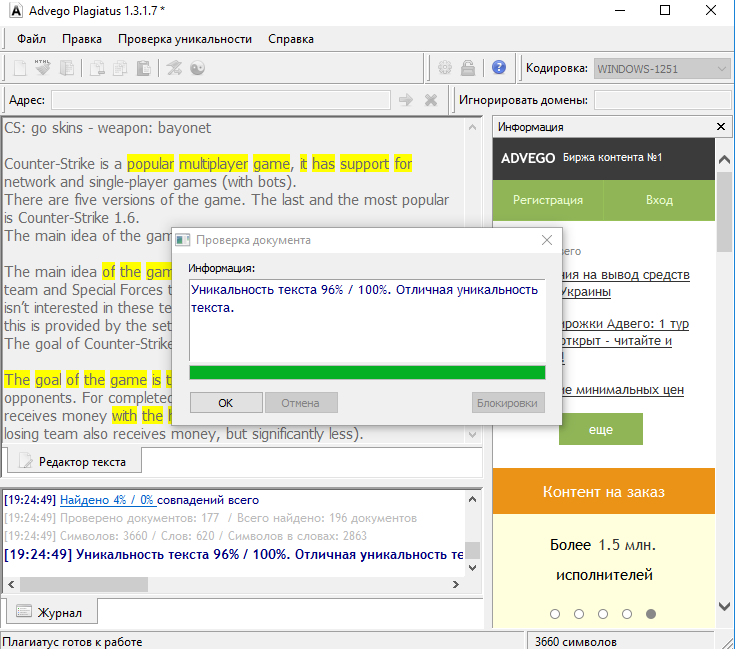 Advego Plagiatus 1.3.1.7 *
Файл Правка Проверка уникальности Справка
HTML
Кодировка: WINDOWS-1251
Адрес: Игнорировать домены:
CS: go skins - weapon: bayonet
Counter-Strike is a popular multiplayer game, it has support for
network and single-player games (with bots).
There are five versions of the game. The last and the most popular
is Counter-Strike 1.6.
The main idea of the gam
The main idea of the gam
team and Special Forces t
isn't interested in these te
this is provided by the set
The goal of Counter-Strike
The goal of the game is t
opponents. For completed
receives money with the h
losing team also receives money, but significantly less).
Редактор текста
Проверка документа
Информация:
Уникальность текста 96% / 100%. Отличная уникальность
текста.
OK Отмена Блокировки
Информация
ADVEGO Биржа контента №1
Регистрация Вход
его
ния на вывод средств
Украины
ирожки Адвего: 1 тур
открыт - читайте и
!
ие минимальных цен
еще
Контент на заказ
Более 1.5 млн.
исполнителей
[19:24:49] Найдено 4% / 0% совпадений всего
[19:24:49] Проверено документов: 177 / Всего найдено: 196 документов
[19:24:49] Символов: 3660 / Слов: 620 / Символов в словах: 2863
[19:24:49] Уникальность текста 96% / 100%. Отличная уникальность те
Журнал
Плагиатус готов к работе
3660 символов